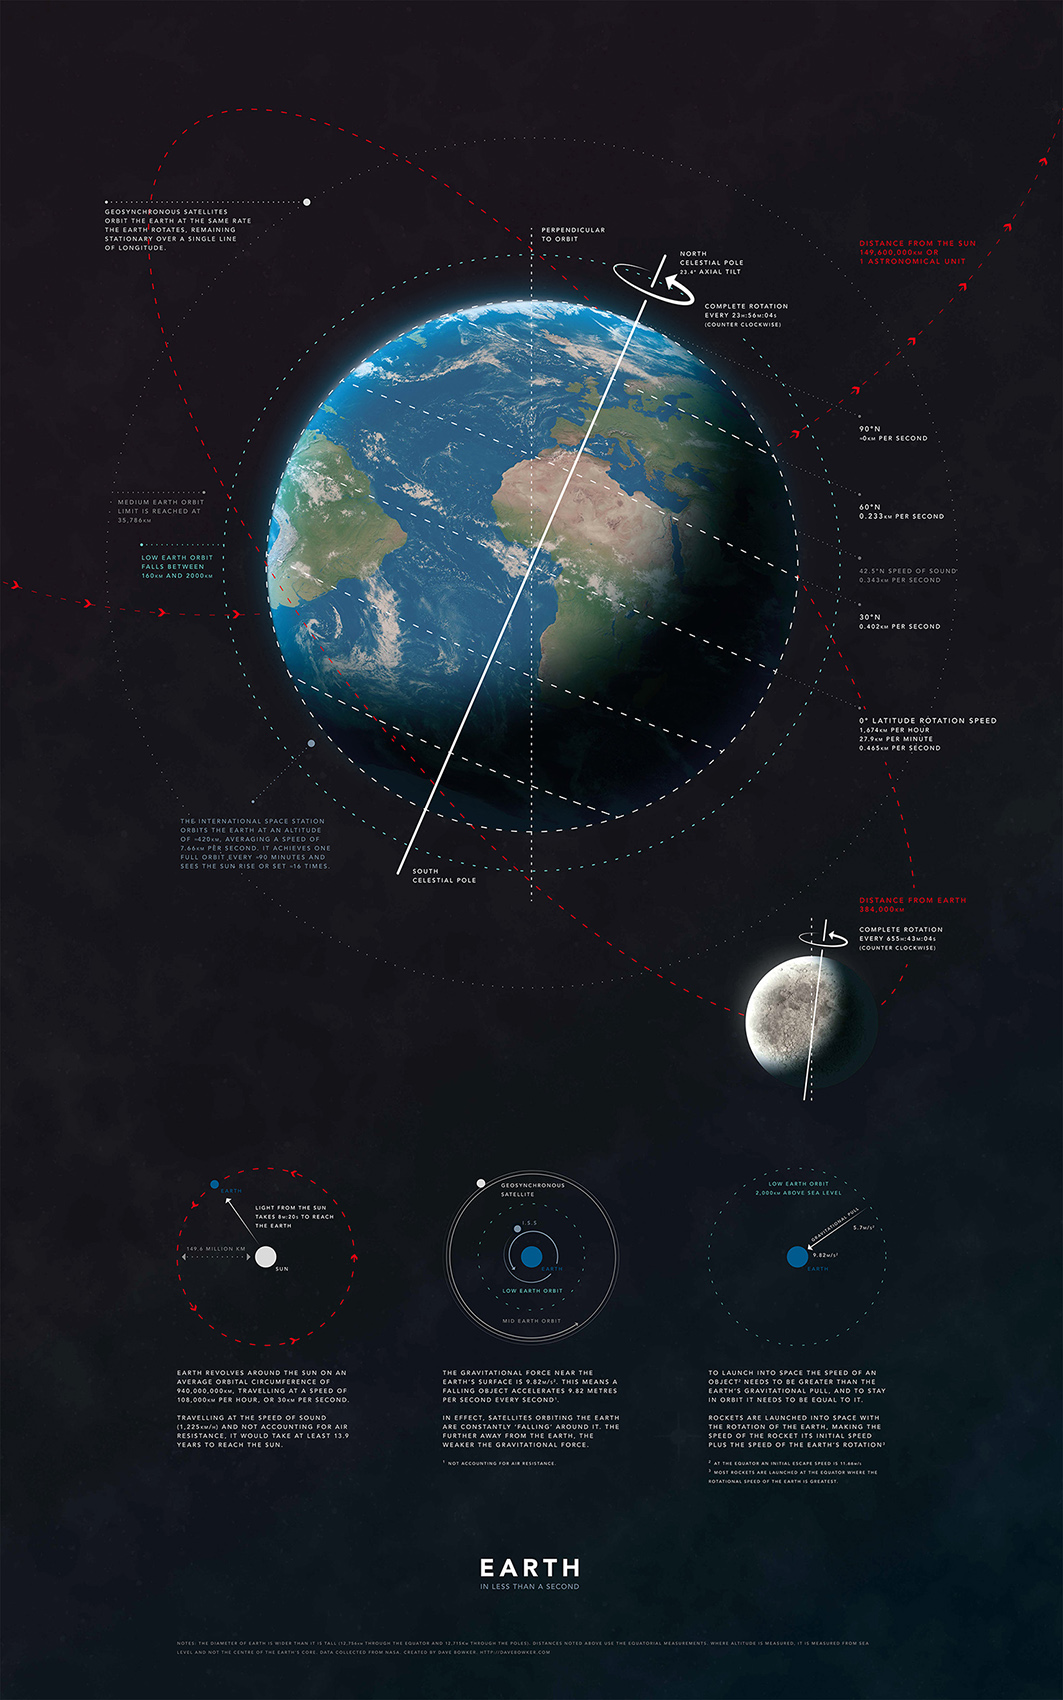 GEOSYNCHRONOUS SATELLITES
ORBIT THE EARTH AT THE SAME RATE
THE EARTH ROTATES, REMAINING
STATIONARY OVER A SINGLE LINE
OF LONGITUDE.
PERPENDICULAR
TO ORBIT
NORTH
CELESTIAL POLE
23.4° AXIAL TILT
COMPLETE ROTATION
EVERY 23H:56M:04S
(COUNTER CLOCKWISE)
DISTANCE FROM THE SUN
149,600,000KM OR
1 ASTRONOMICAL UNIT
90°N
~0KM PER SECOND
60°N
0.233KM PER SECOND
42.5°N SPEED OF SOUND
0.343KM PER SECOND
30°N
0.402KM PER SECOND
0° LATITUDE ROTATION SPEED
1,674KM PER HOUR
27.9KM PER MINUTE
0.465KM PER SECOND
MEDIUM EARTH ORBIT
LIMIT IS REACHED AT
35,786KM
LOW EARTH ORBIT
FALLS BETWEEN
160KM AND 2000KM
THE INTERNATIONAL SPACE STATION
ORBITS THE EARTH AT AN ALTITUDE
OF ~420KM, AVERAGING A SPEED OF
7.66KM PER SECOND. IT ACHIEVES ONE
FULL ORBIT EVERY ~90 MINUTES AND
SEES THE SUN RISE OR SET ~16 TIMES.
SOUTH
CELESTIAL POLE
DISTANCE FROM EARTH
384,000KM
COMPLETE ROTATION
EVERY 655H:43M:04S
(COUNTER CLOCKWISE)
EARTH
LIGHT FROM THE SUN
TAKES 8M:20S TO REACH
THE EARTH
149.6 MILLION KM
SUN
GEOSYNCHRONOUS
SATELLITE
I.S.S
EARTH
LOW EARTH ORBIT
MID EARTH ORBIT
LOW EARTH ORBIT
2,000KM ABOVE SEA LEVEL
GRAVITATIONAL PULL
5.7M/S²
9.82M/S²
EARTH
EARTH REVOLVES AROUND THE SUN ON AN
AVERAGE ORBITAL CIRCUMFERENCE OF
940,000,000KM, TRAVELLING AT A SPEED OF
108,000KM PER HOUR, OR 30KM PER SECOND.
TRAVELLING AT THE SPEED OF SOUND
(1,225KM/H) AND NOT ACCOUNTING FOR AIR
RESISTANCE, IT WOULD TAKE AT LEAST 13.9
YEARS TO REACH THE SUN.
THE GRAVITATIONAL FORCE NEAR THE
EARTH'S SURFACE IS 9.82M/S². THIS MEANS A
FALLING OBJECT ACCELERATES 9.82 METRES
PER SECOND EVERY SECOND¹.
IN EFFECT, SATELLITES ORBITING THE EARTH
ARE CONSTANTLY 'FALLING' AROUND IT. THE
FURTHER AWAY FROM THE EARTH, THE
WEAKER THE GRAVITATIONAL FORCE.
¹ NOT ACCOUNTING FOR AIR RESISTANCE.
TO LAUNCH INTO SPACE THE SPEED OF AN
OBJECT² NEEDS TO BE GREATER THAN THE
EARTH'S GRAVITATIONAL PULL, AND TO STAY
IN ORBIT IT NEEDS TO BE EQUAL TO IT.
ROCKETS ARE LAUNCHED INTO SPACE WITH
THE ROTATION OF THE EARTH, MAKING THE
SPEED OF THE ROCKET ITS INITIAL SPEED
PLUS THE SPEED OF THE EARTH'S ROTATION³
² AT THE EQUATOR AN INITIAL ESCAPE SPEED IS
³ MOST ROCKETS ARE LAUNCHED AT THE EQUATOR WHERE THE
ROTATIONAL SPEED OF THE EARTH IS GREATEST.
EARTH
IN LESS THAN A SECOND
NOTES: THE DIAMETER OF EARTH IS WIDER THAN IT IS TALL (12,756KM THROUGH THE EQUATOR AND 12,715KM THROUGH THE POLES). DISTANCES NOTED ABOVE USE THE EQUATORIAL MEASUREMENTS. WHERE ALTITUDE IS MEASURED, IT IS MEASURED FROM SEA
LEVEL AND NOT THE CENTRE OF THE EARTH'S CORE. DATA COLLECTED FROM NASA. CREATED BY DAVE BOWKER. HTTP://DAVEBOWKER.COM